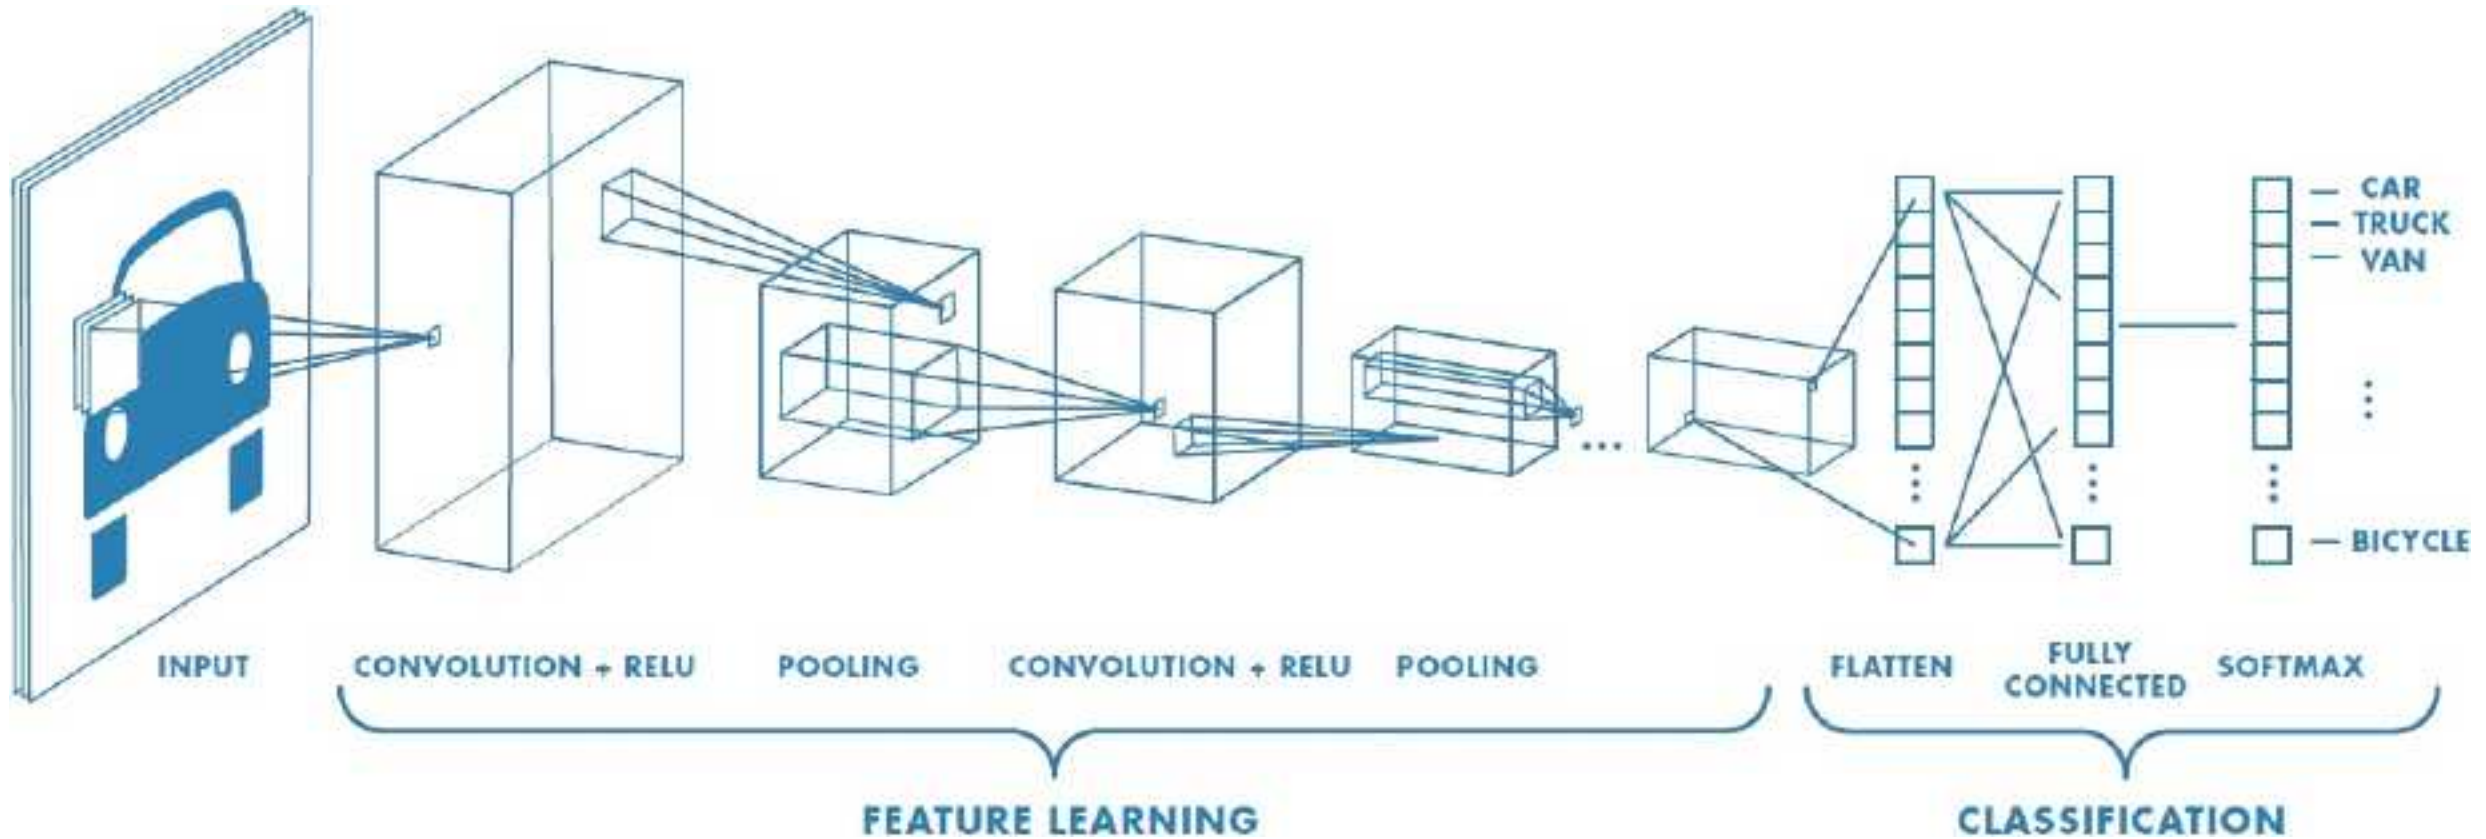 CAR
TRUCK
VAN
BICYCLE
INPUT
CONVOLUTION + RELU
POOLING
CONVOLUTION + RELU
POOLING
FLATTEN
FULLY
CONNECTED
SOFTMAX
FEATURE LEARNING
CLASSIFICATION